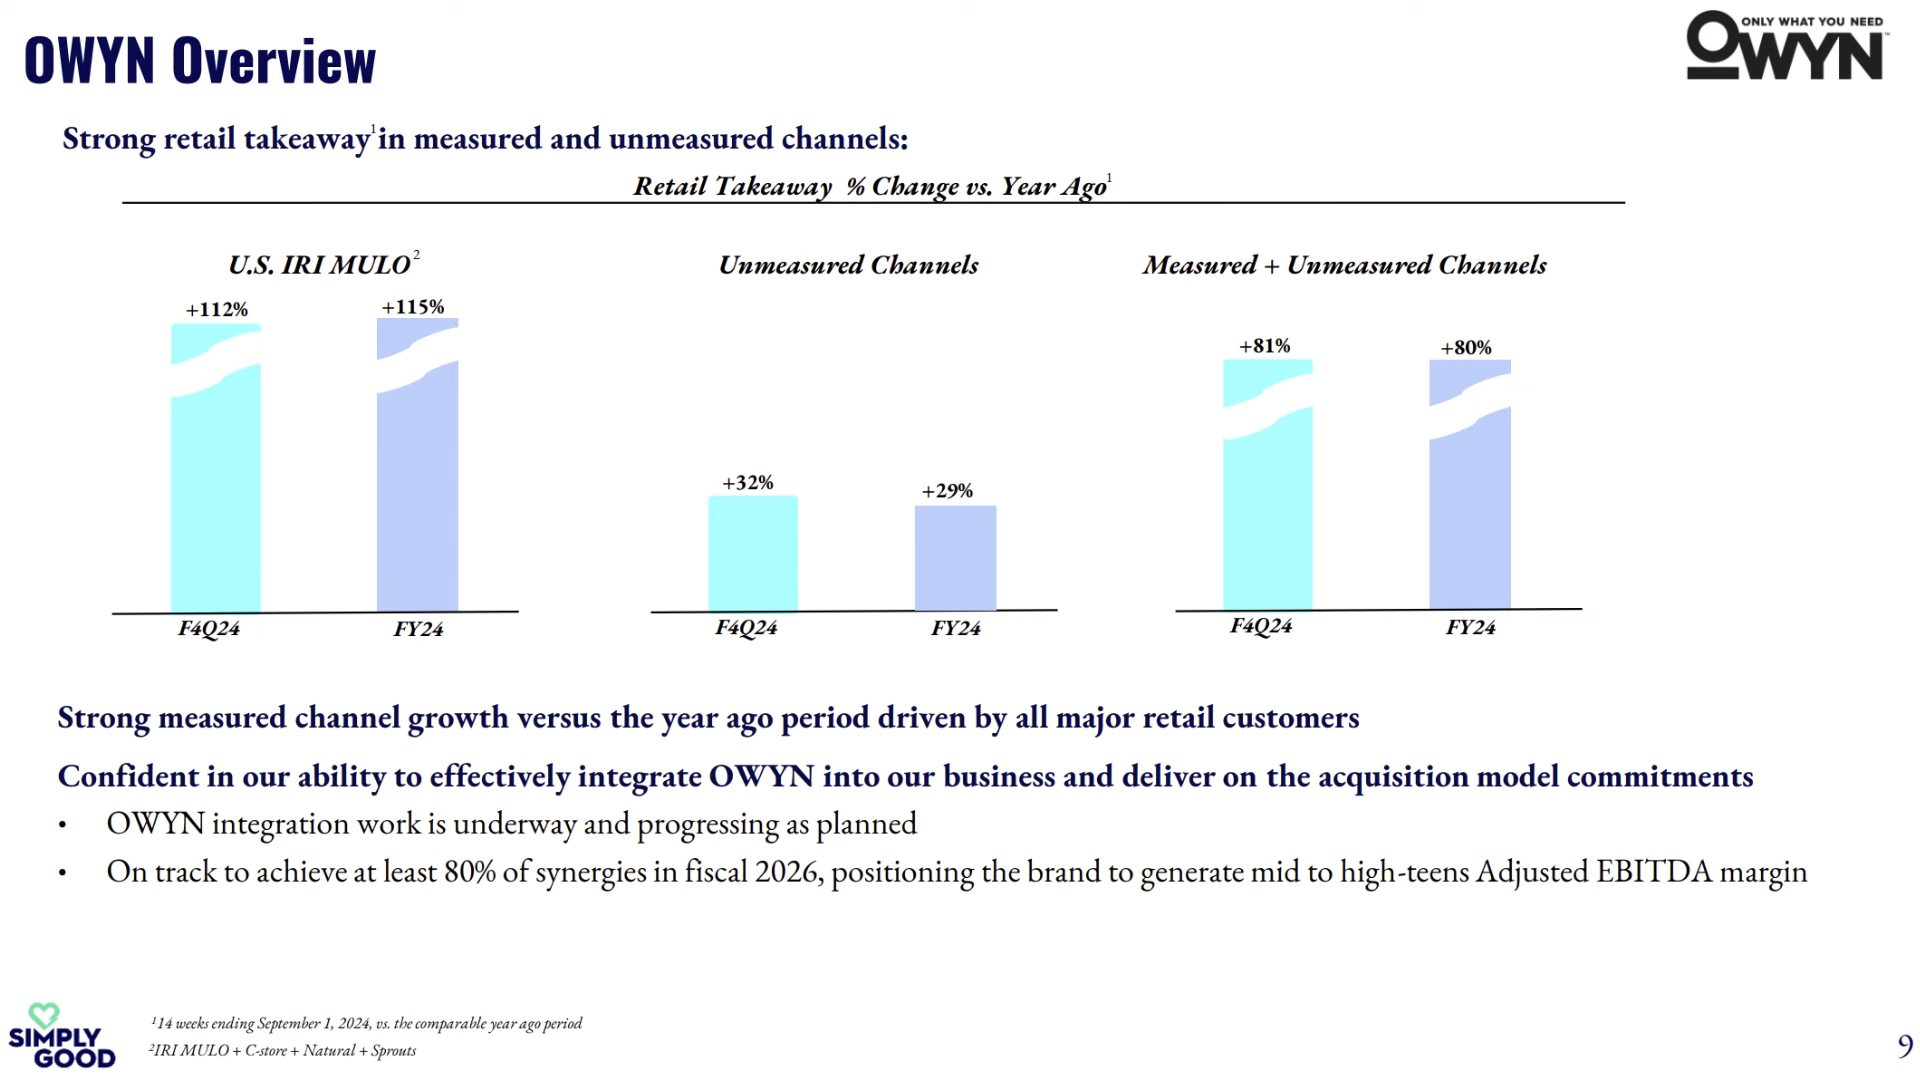 OWYN Overview
ONLY WHAT YOU NEED
OWYN™
Strong retail takeaway¹ in measured and unmeasured channels:
Retail Takeaway % Change vs. Year Ago¹
U.S. IRI MULO²
Unmeasured Channels
Measured + Unmeasured Channels
+112%
+115%
+32%
+29%
+81%
+80%
F4Q24
FY24
F4Q24
FY24
F4Q24
FY24
Strong measured channel growth versus the year ago period driven by all major retail customers
Confident in our ability to effectively integrate OWYN into our business and deliver on the acquisition model commitments
• OWYN integration work is underway and progressing as planned
• On track to achieve at least 80% of synergies in fiscal 2026, positioning the brand to generate mid to high-teens Adjusted EBITDA margin
SIMPLY
GOOD
¹14 weeks ending September 1, 2024, vs. the comparable year ago period
²IRI MULO + C-store + Natural + Sprouts
9